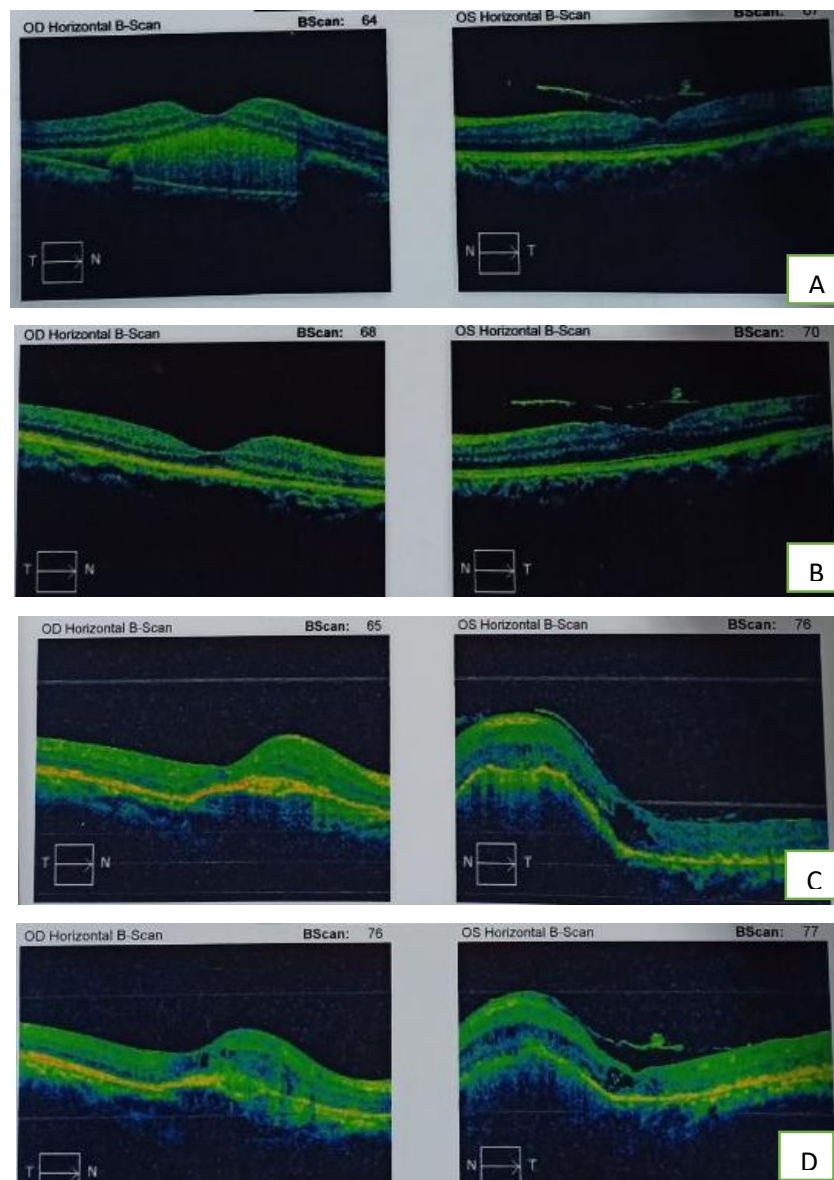 OD Horizontal B-Scan BScan: 64 OS Horizontal B-Scan BScan: 67
T N N T
A
OD Horizontal B-Scan BScan: 68 OS Horizontal B-Scan BScan: 70
T N N T
B
OD Horizontal B-Scan BScan: 65 OS Horizontal B-Scan BScan: 76
T N N T
C
OD Horizontal B-Scan BScan: 76 OS Horizontal B-Scan BScan: 77
T N N T
D